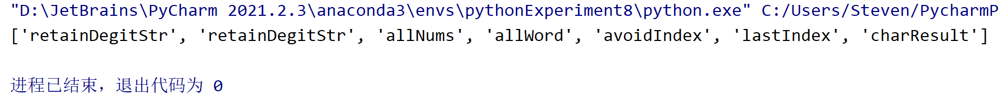 "D:\JetBrains\PyCharm 2021.2.3\anaconda3\envs\pythonExperiment8\python.exe" C:/Users/Steven/PycharmP
['retainDegitStr', 'retainDegitStr', 'allNums', 'allWord', 'avoidIndex', 'lastIndex', 'charResult']
进程已结束，退出代码为 0